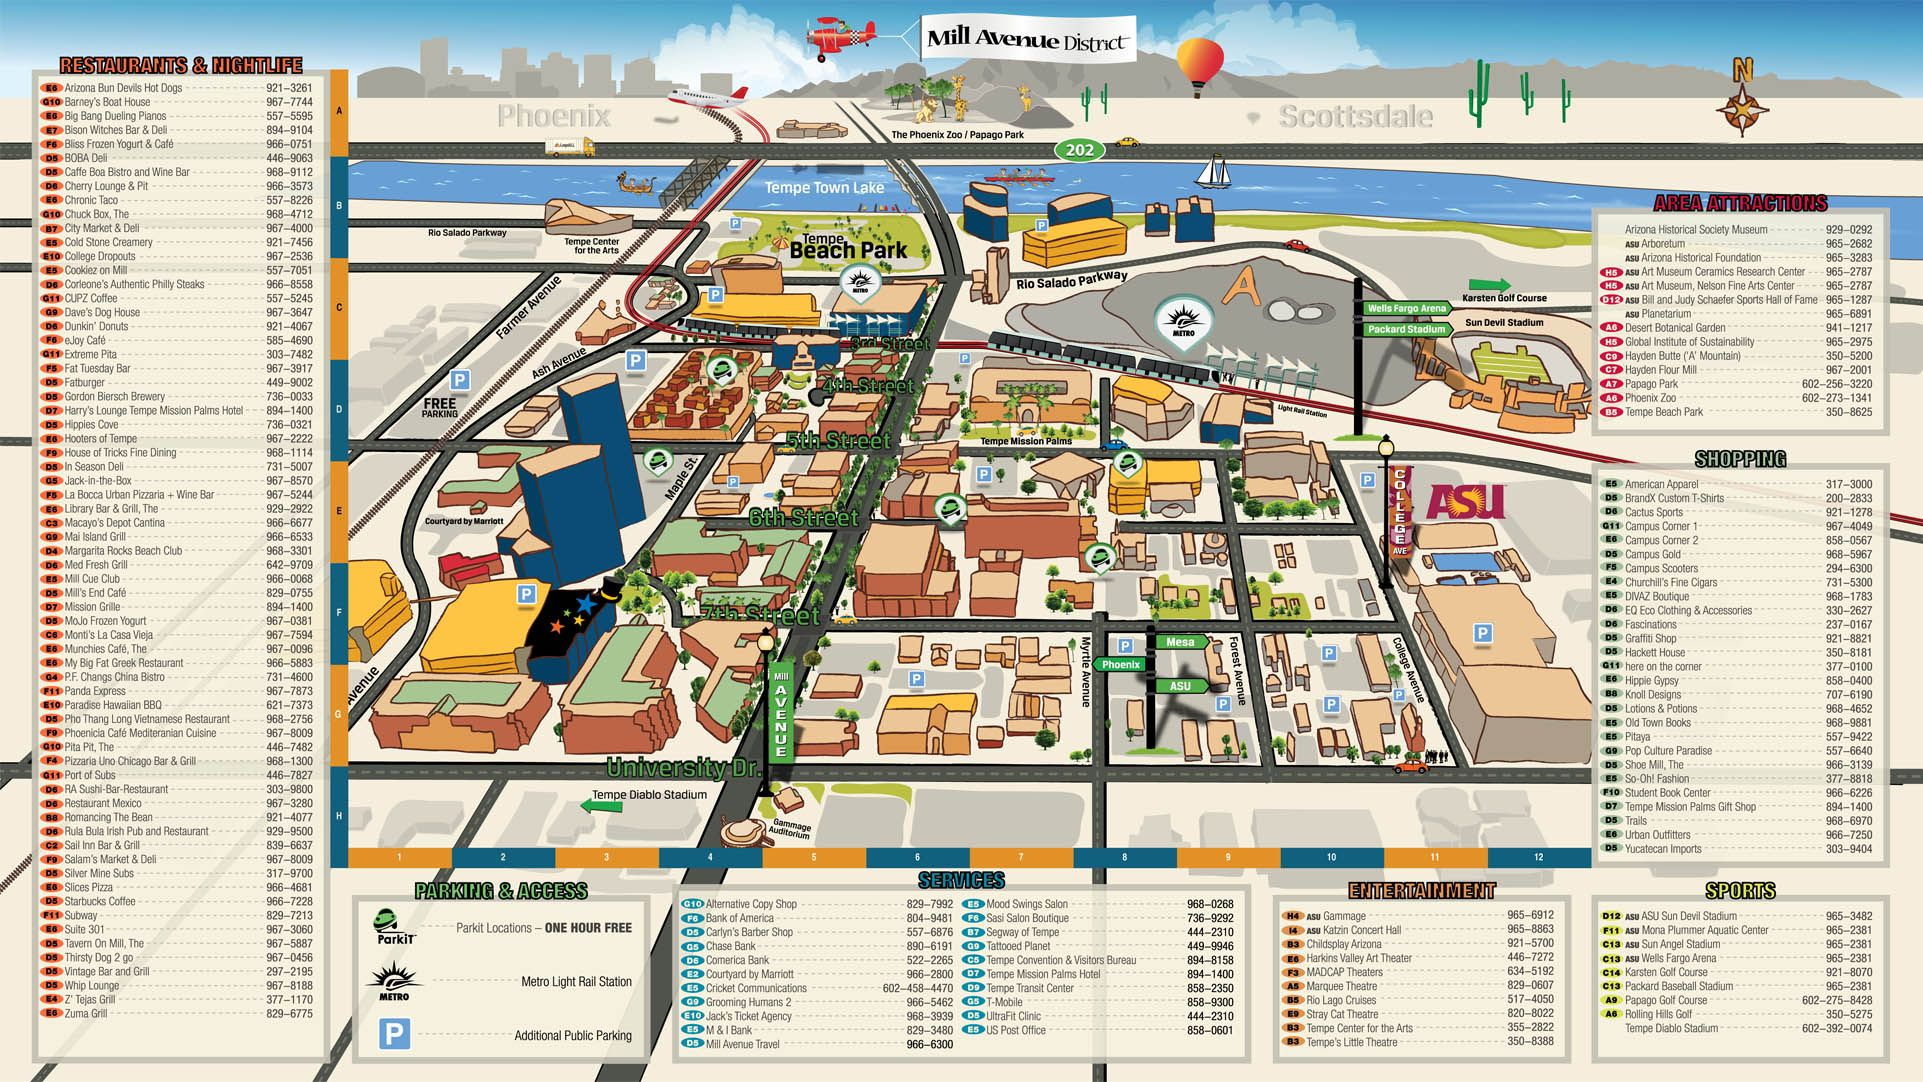 Mill Avenue District
RESTAURANTS & NIGHTLIFE
E6 Arizona Bun Devils Hot Dogs 921-3261
G10 Barney's Boat House 967-7744
E6 Big Bang Dueling Pianos 557-5595
E7 Bison Witches Bar & Deli 894-9104
F6 Bliss Frozen Yogurt & Café 966-0751
D5 BOBA Deli 446-9063
D5 Caffe Boa Bistro and Wine Bar 968-9112
D6 Cherry Lounge & Pit 966-3573
E6 Chronic Taco 557-8226
G10 Chuck Box, The 968-4712
B7 City Market & Deli 967-4000
E5 Cold Stone Creamery 921-7456
E10 College Dropouts 967-2536
E5 Cookiez on Mill 557-7051
D6 Corleone's Authentic Philly Steaks 966-8558
G11 CUPZ Coffee 557-5245
G9 Dave's Dog House 967-3647
D6 Dunkin' Donuts 921-4067
F6 eJoy Café 585-4690
G11 Extreme Pita 303-7482
F5 Fat Tuesday Bar 967-3917
D5 Fatburger 449-9002
D5 Gordon Biersch Brewery 736-0033
D7 Harry's Lounge Tempe Mission Palms Hotel 894-1400
D5 Hippies Cove 736-0321
E6 Hooters of Tempe 967-2222
F9 House of Tricks Fine Dining 968-1114
D5 In Season Deli 731-5007
G5 Jack-in-the-Box 967-8570
F5 La Bocca Urban Pizzaria + Wine Bar 967-5244
E6 Library Bar & Grill, The 929-2922
C3 Macayo's Depot Cantina 966-6677
G9 Mai Island Grill 966-6533
D4 Margarita Rocks Beach Club 968-3301
D6 Med Fresh Grill 642-9709
E5 Mill Cue Club 966-0068
D5 Mill's End Café 829-0755
D7 Mission Grille 894-1400
D5 MoJo Frozen Yogurt 967-0381
C6 Monti's La Casa Vieja 967-7594
E6 Munchies Café, The 967-0096
E6 My Big Fat Greek Restaurant 966-5883
G4 P.F. Changs China Bistro 731-4600
F11 Panda Express 967-7873
E10 Paradise Hawaiian BBQ 621-7373
D5 Pho Thang Long Vietnamese Restaurant 968-2756
F9 Phoenicia Café Mediteranian Cuisine 967-8009
G10 Pita Pit, The 446-7482
F4 Pizzaria Uno Chicago Bar & Grill 968-1300
G11 Port of Subs 446-7827
D6 RA Sushi-Bar-Restaurant 303-9800
D6 Restaurant Mexico 967-3280
B8 Romancing The Bean 921-4077
D6 Rula Bula Irish Pub and Restaurant 929-9500
C2 Sail Inn Bar & Grill 839-6637
F9 Salam's Market & Deli 967-8009
D5 Silver Mine Subs 317-9700
E6 Slices Pizza 966-4681
D5 Starbucks Coffee 966-7228
F11 Subway 829-7213
E6 Suite 301 967-3060
D5 Tavern On Mill, The 967-5887
D5 Thirsty Dog 2 go 967-0456
D5 Vintage Bar and Grill 297-2195
D5 Whip Lounge 967-8188
E4 Z' Tejas Grill 377-1170
E6 Zuma Grill 829-6775
A
B
C
D
E
F
G
H
Phoenix
Scottsdale
N
The Phoenix Zoo / Papago Park
202
Tempe Town Lake
Rio Salado Parkway
Tempe Center
for the Arts
P
Tempe
Beach Park
P
Farmer Avenue
P
METRO
Rio Salado Parkway
A
METRO
Wells Fargo Arena
Packard Stadium
Karsten Golf Course
Sun Devil Stadium
Ash Avenue
P
P
FREE
PARKING
3rd Street
P
4th Street
Light Rail Station
5th Street
Tempe Mission Palms
Maple St.
P
P
P
COLLEGE
AVE
ASU
Courtyard by Marriott
6th Street
P
7th Street
P
Avenue
Mill
AVENUE
P
Myrtle Avenue
P
Mesa
Phoenix
ASU
P
Forest Avenue
P
P
College Avenue
P
University Dr.
Tempe Diablo Stadium
Gammage
Auditorium
1 2 3 4 5 6 7 8 9 10 11 12
AREA ATTRACTIONS
Arizona Historical Society Museum 929-0292
ASU Arboretum 965-2682
ASU Arizona Historical Foundation 965-3283
H5 ASU Art Museum Ceramics Research Center 965-2787
H5 ASU Art Museum, Nelson Fine Arts Center 965-2787
D12 ASU Bill and Judy Schaefer Sports Hall of Fame 965-1287
ASU Planetarium 965-6891
A6 Desert Botanical Garden 941-1217
H5 Global Institute of Sustainability 965-2975
C9 Hayden Butte ('A' Mountain) 350-5200
C7 Hayden Flour Mill 967-2001
A7 Papago Park 602-256-3220
A6 Phoenix Zoo 602-273-1341
B5 Tempe Beach Park 350-8625
SHOPPING
E5 American Apparel 317-3000
D5 BrandX Custom T-Shirts 200-2833
D6 Cactus Sports 921-1278
G11 Campus Corner 1 967-4049
E6 Campus Corner 2 858-0567
D5 Campus Gold 968-5967
F5 Campus Scooters 294-6300
E4 Churchill's Fine Cigars 731-5300
E5 DIVAZ Boutique 968-1783
D6 EQ Eco Clothing & Accessories 330-2627
D6 Fascinations 237-0167
D5 Graffiti Shop 921-8821
D5 Hackett House 350-8181
G11 here on the corner 377-0100
E6 Hippie Gypsy 858-0400
B8 Knoll Designs 707-6190
D5 Lotions & Potions 968-4652
E5 Old Town Books 968-9881
E5 Pitaya 557-9422
G9 Pop Culture Paradise 557-6640
D5 Shoe Mill, The 966-3139
E5 So-Oh! Fashion 377-8818
F10 Student Book Center 966-6226
D7 Tempe Mission Palms Gift Shop 894-1400
D5 Trails 968-6970
E6 Urban Outfitters 966-7250
D5 Yucatecan Imports 303-9404
PARKING & ACCESS
ParkIT Parkit Locations – ONE HOUR FREE
METRO Metro Light Rail Station
P Additional Public Parking
SERVICES
G10 Alternative Copy Shop 829-7992
F6 Bank of America 804-9481
D5 Carlyn's Barber Shop 557-6876
G5 Chase Bank 890-6191
D6 Comerica Bank 522-2265
E2 Courtyard by Marriott 966-2800
E5 Cricket Communications 602-458-4470
G9 Grooming Humans 2 966-5462
E10 Jack's Ticket Agency 968-3939
E5 M & I Bank 829-3480
D5 Mill Avenue Travel 966-6300
E5 Mood Swings Salon 968-0268
F6 Sasi Salon Boutique 736-9292
B7 Segway of Tempe 444-2310
G9 Tattooed Planet 449-9946
C5 Tempe Convention & Visitors Bureau 894-8158
D7 Tempe Mission Palms Hotel 894-1400
D9 Tempe Transit Center 858-2350
G5 T-Mobile 858-9300
D5 UltraFit Clinic 444-2310
E5 US Post Office 858-0601
ENTERTAINMENT
H4 ASU Gammage 965-6912
I4 ASU Katzin Concert Hall 965-8863
B3 Childsplay Arizona 921-5700
E6 Harkins Valley Art Theater 446-7272
F3 MADCAP Theaters 634-5192
A5 Marquee Theatre 829-0607
B5 Rio Lago Cruises 517-4050
E9 Stray Cat Theatre 820-8022
B3 Tempe Center for the Arts 355-2822
B3 Tempe's Little Theatre 350-8388
SPORTS
D12 ASU ASU Sun Devil Stadium 965-3482
F11 ASU Mona Plummer Aquatic Center 965-2381
C13 ASU Sun Angel Stadium 965-2381
C13 ASU Wells Fargo Arena 965-2381
C14 Karsten Golf Course 921-8070
C13 Packard Baseball Stadium 965-2381
A9 Papago Golf Course 602-275-8428
A6 Rolling Hills Golf 350-5275
Tempe Diablo Stadium 602-392-0074